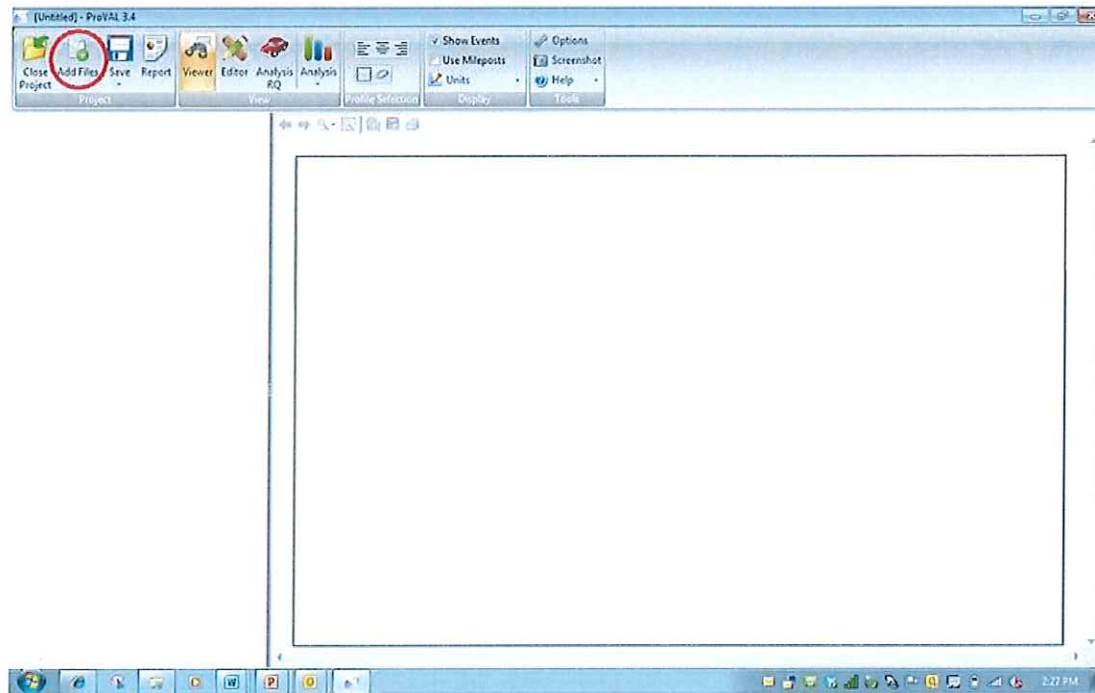 [Untitled] - ProVAL 3.4
Close Project
Add Files
Save
Report
Viewer
Editor
Analysis RQ
Analysis
Show Events
Use Mileposts
Units
Options
Screenshot
Help
Project
View
Profile Selection
Display
Tools
W
P
O
2:27 PM